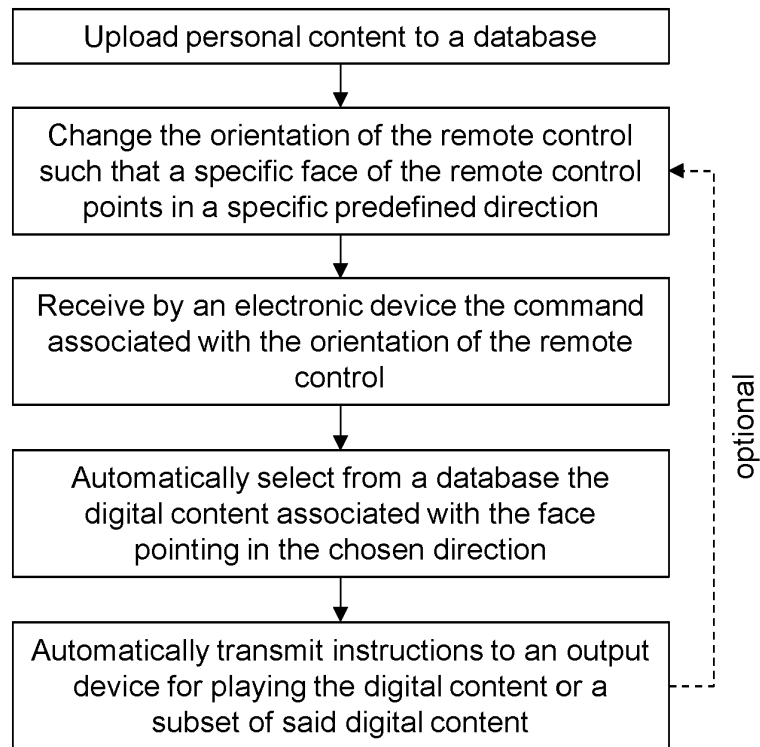 Upload personal content to a database
Change the orientation of the remote control
such that a specific face of the remote control
points in a specific predefined direction
Receive by an electronic device the command
associated with the orientation of the remote
control
Automatically select from a database the
digital content associated with the face
pointing in the chosen direction
Automatically transmit instructions to an output
device for playing the digital content or a
subset of said digital content
optional